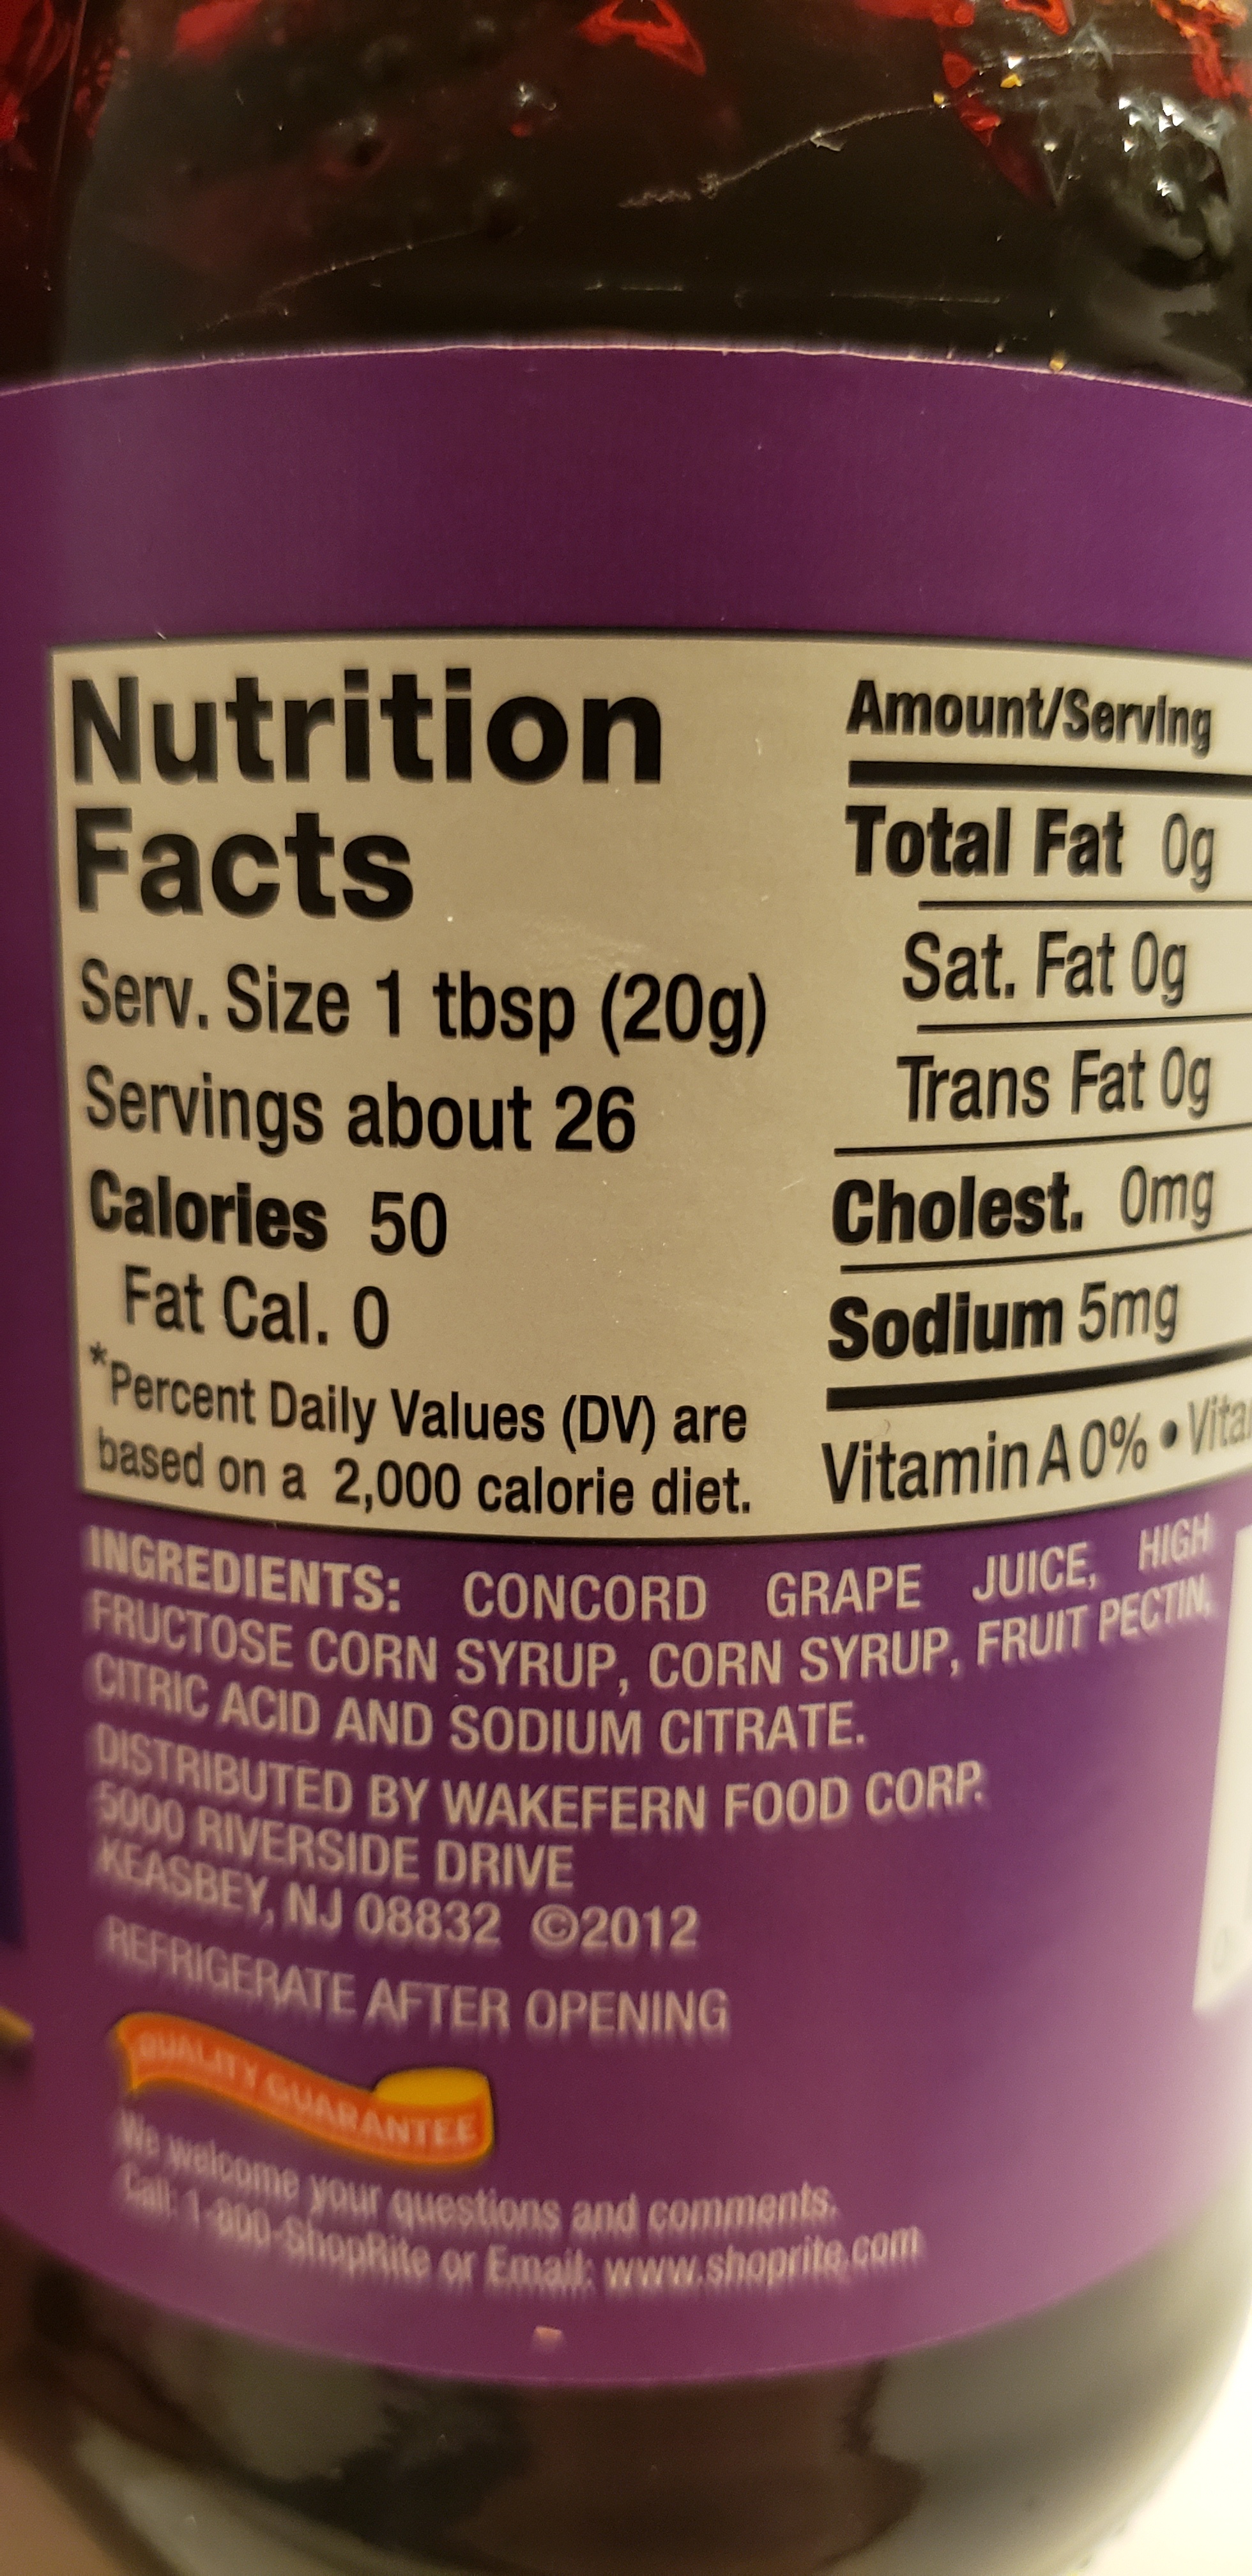 Nutrition
Facts
Serv. Size 1 tbsp (20g)
Servings about 26
Calories 50
Fat Cal. 0
*Percent Daily Values (DV) are
based on a 2,000 calorie diet.
Amount/Serving
Total Fat 0g
Sat. Fat 0g
Trans Fat 0g
Cholest. 0mg
Sodium 5mg
Vitamin A 0% •
INGREDIENTS: CONCORD GRAPE JUICE, HIGH
FRUCTOSE CORN SYRUP, CORN SYRUP, FRUIT PECTIN,
CITRIC ACID AND SODIUM CITRATE.
DISTRIBUTED BY WAKEFERN FOOD CORP.
5000 RIVERSIDE DRIVE
KEASBEY, NJ 08832 ©2012
REFRIGERATE AFTER OPENING
QUALITY GUARANTEE
We welcome your questions and comments.
Call: 1-800-ShopRite or Email: www.shoprite.com